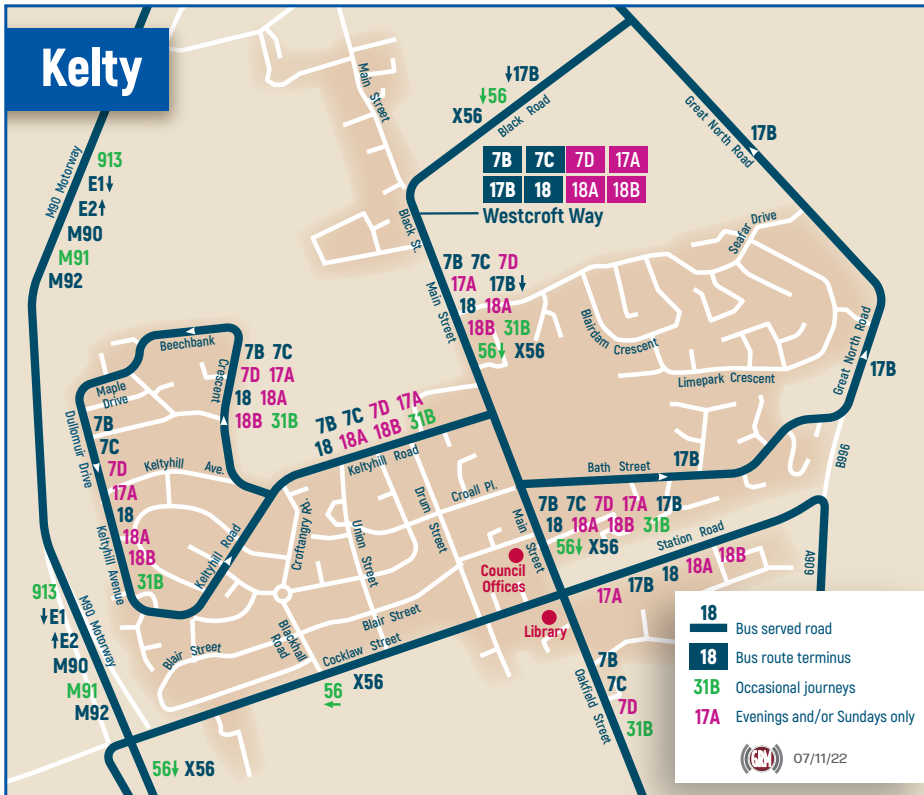 Kelty
Main Street
↓17B
↓56
X56
Black Road
Great North Road
17B
M90 Motorway
913
E1↓
E2↑
M90
M91
M92
7B 7C 7D 17A
17B 18 18A 18B
Westcroft Way
Black St.
Seafar Drive
7B 7C 7D
17A 17B↓
18 18A
18B 31B
56↓ X56
Main Street
Blairdam Crescent
Limepark Crescent
Great North Road
17B
Beechbank
Crescent
Maple
Drive
7B 7C
7D 17A
18 18A
18B 31B
Dullomuir Drive
7B
7C
7D
17A
18
18A
18B
31B
Keltyhill Avenue
Keltyhill Ave.
7B 7C 7D 17A
18 18A 18B 31B
Keltyhill Road
Keltyhill Road
Croftangry Rd.
Union Street
Drum Street
Croall Pl.
Main Street
Bath Street
17B
B996
7B 7C 7D 17A 17B
18 18A 18B 31B
56↓ X56
Station Road
A909
Council
Offices
Library
17A 17B 18 18A 18B
913
↓E1
↑E2
M90
M91
M92
M90 Motorway
Blair Street
Blackhall
Road
Blair Street
Cocklaw Street
56 X56
←
7B
7C
7D
31B
Oakfield Street
56↓ X56
18
Bus served road
18 Bus route terminus
31B Occasional journeys
17A Evenings and/or Sundays only
GRM 07/11/22